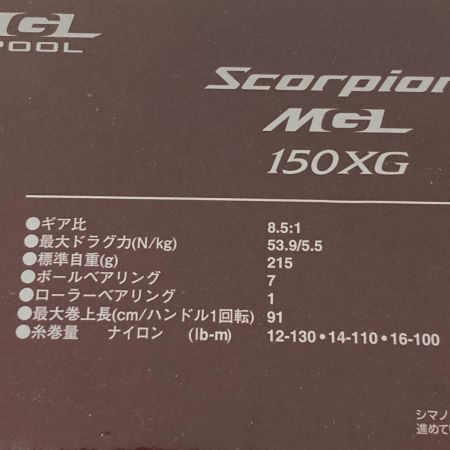 MGL
POOL
Scorpion
MGL
150XG
●ギア比 8.5:1
●最大ドラグ力(N/kg) 53.9/5.5
●標準自重(g) 215
●ボールベアリング 7
●ローラーベアリング 1
●最大巻上長(cm/ハンドル1回転) 91
●糸巻量 ナイロン (lb-m) 12-130•14-110•16-100
シマノ
進めてい